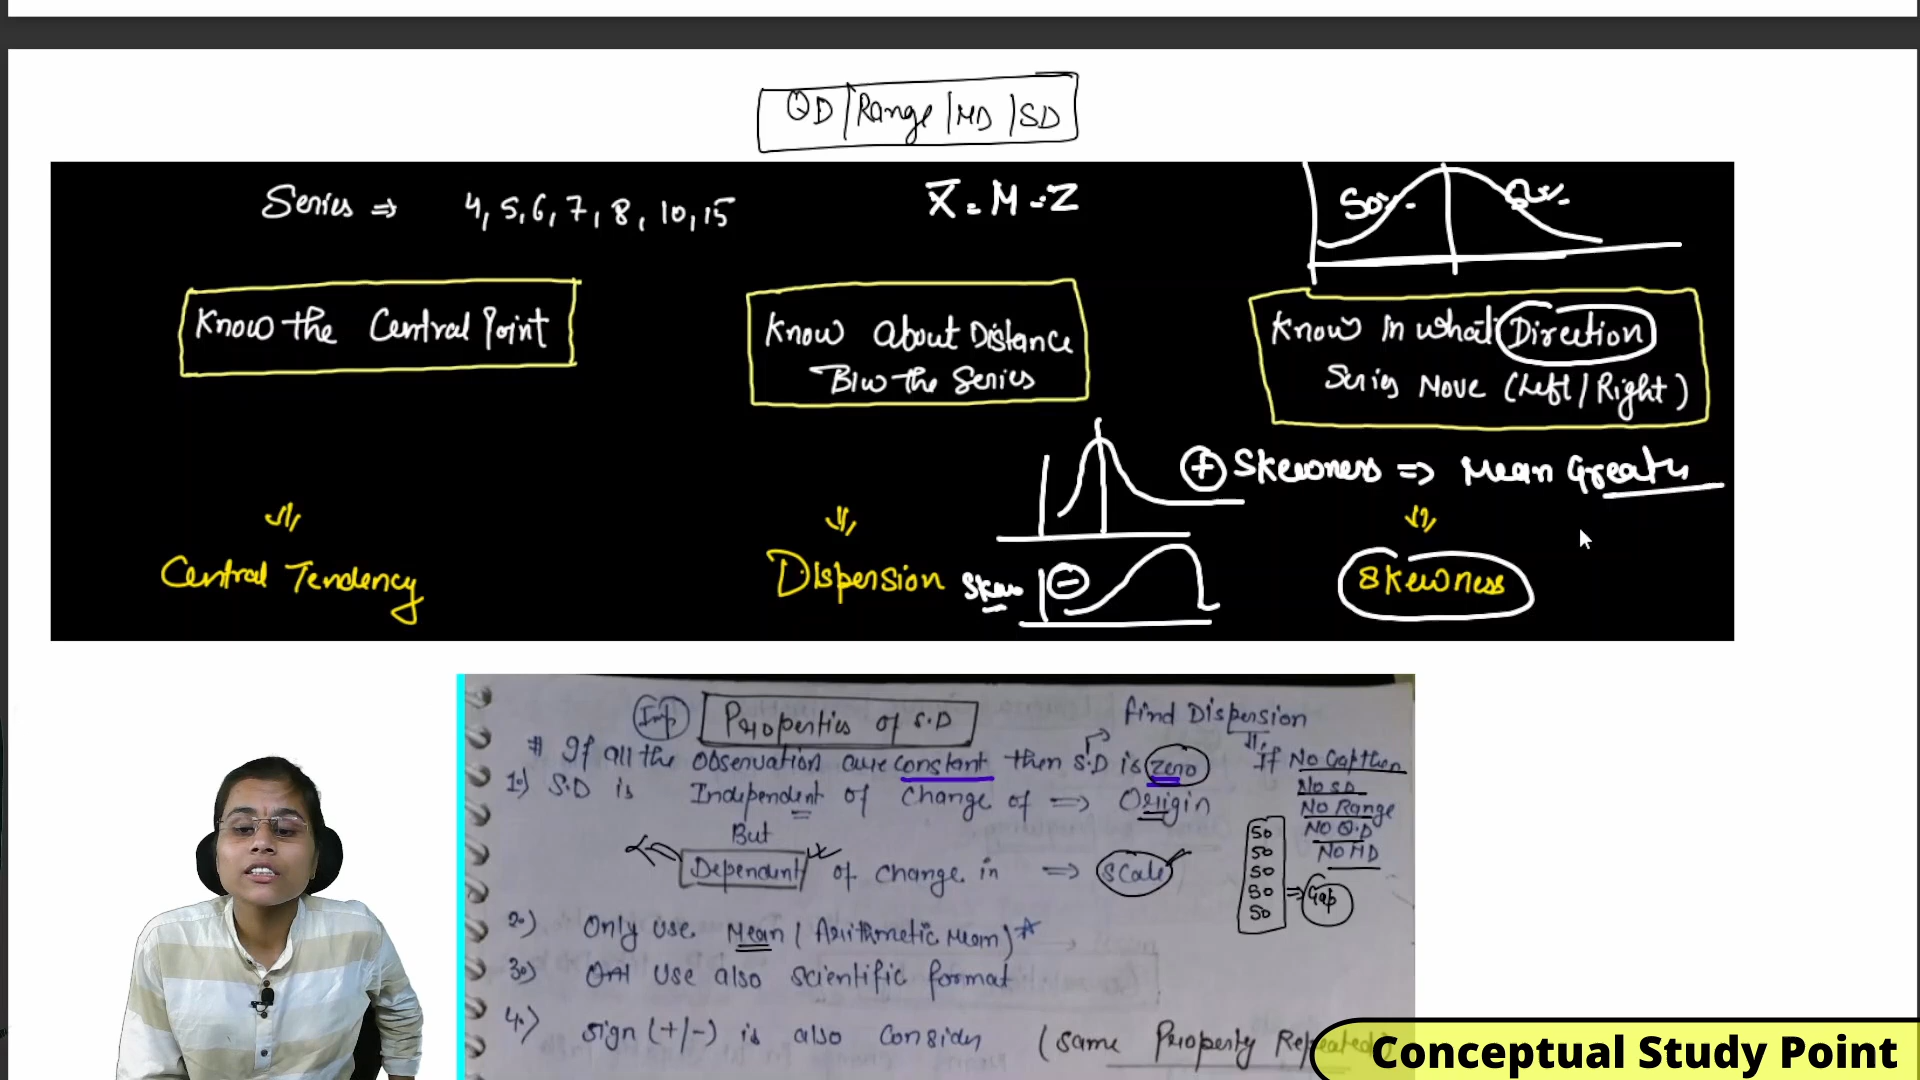 QD | Range | MD | SD
Series ⇒ 4, 5, 6, 7, 8, 10, 15
X̄ = M = Z
50%.
Know the Central Point
Know About Distance
B/w the Series
Know In what Direction
Series Move (Left / Right)
+ Skewness ⇒ Mean Greater
Central Tendency
Dispersion
Skew
−
Skewness
Imp Properties of S.D
find Dispersion
# If all the Observation are constant then S.D is zero
If No Gap then
No SD
No Range
No Q.D
No MD
1.) S.D is Independent of Change of ⇒ Origin
But
Dependent of change in ⇒ Scale
50
50
50
50
50
⇒ Gap
2.) Only use Mean (Arithmetic Mean)*
3.) Use also scientific format
4.) Sign (+/-) is also Consider (Same Property Repeated)
Conceptual Study Point